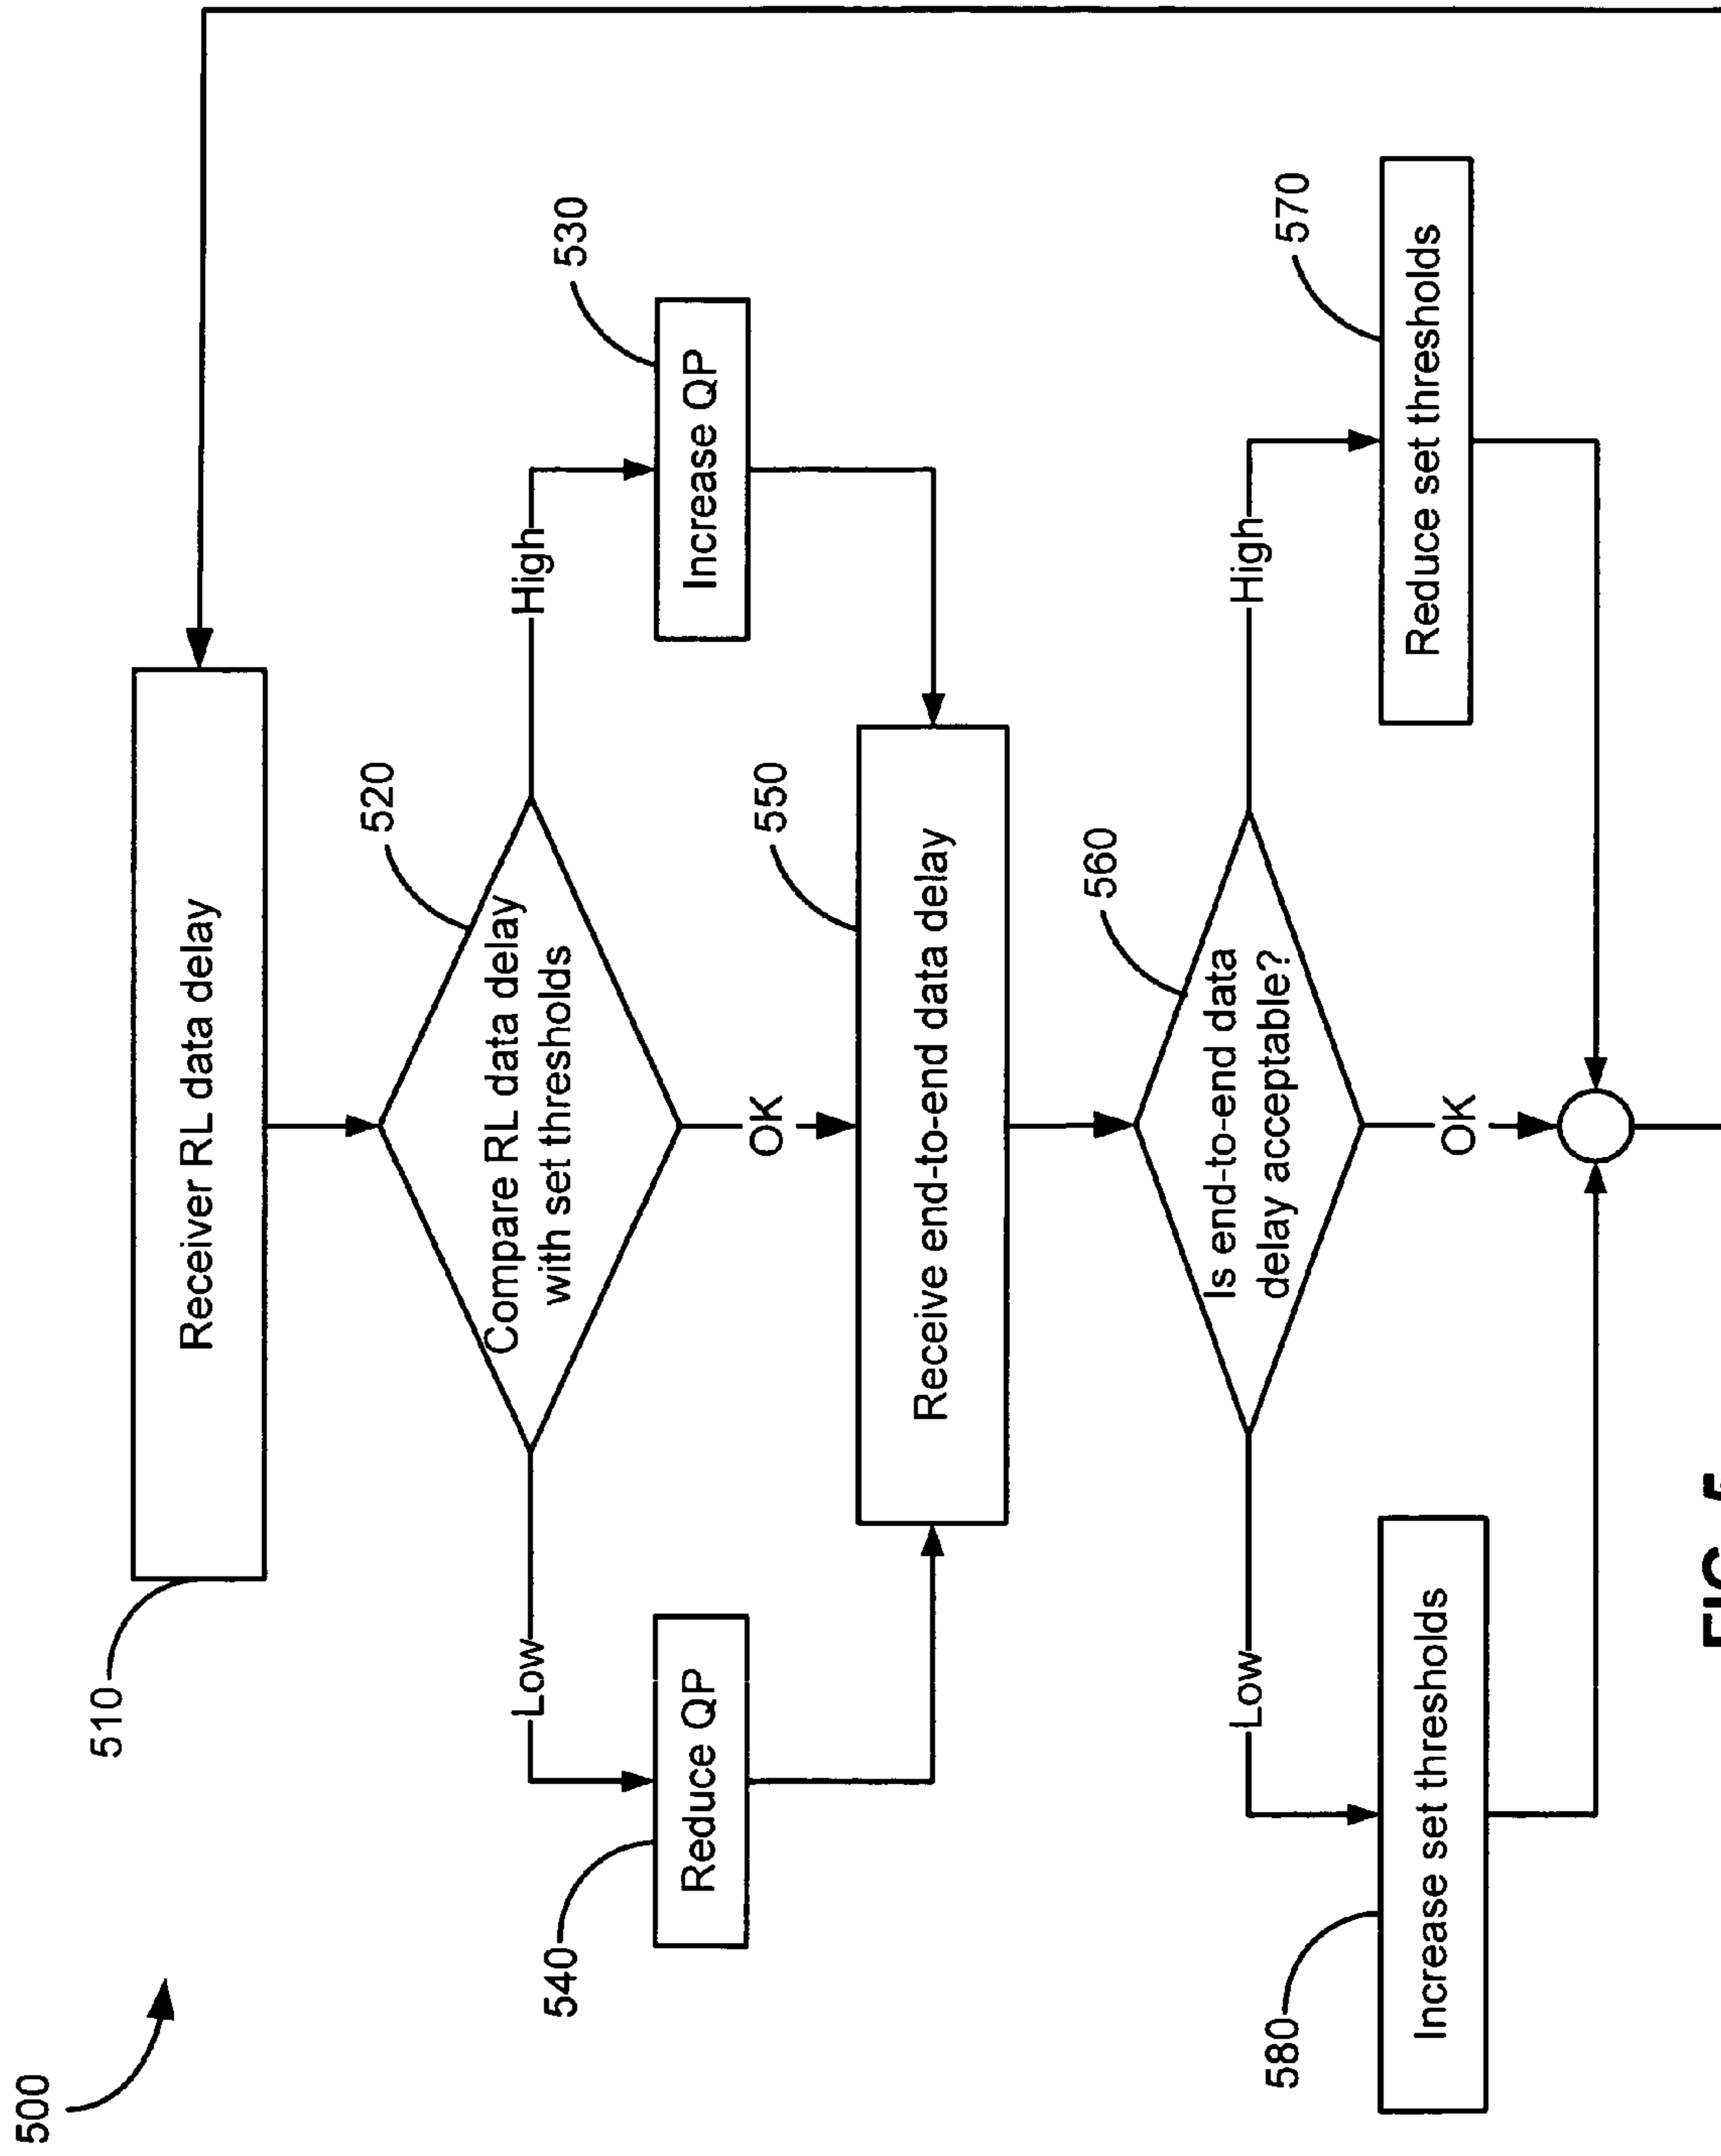 500
510
Receiver RL data delay
520
Compare RL data delay
with set thresholds
Low
High
OK
540
Reduce QP
530
Increase QP
550
Receive end-to-end data delay
560
Is end-to-end data
delay acceptable?
Low
High
OK
580
Increase set thresholds
570
Reduce set thresholds